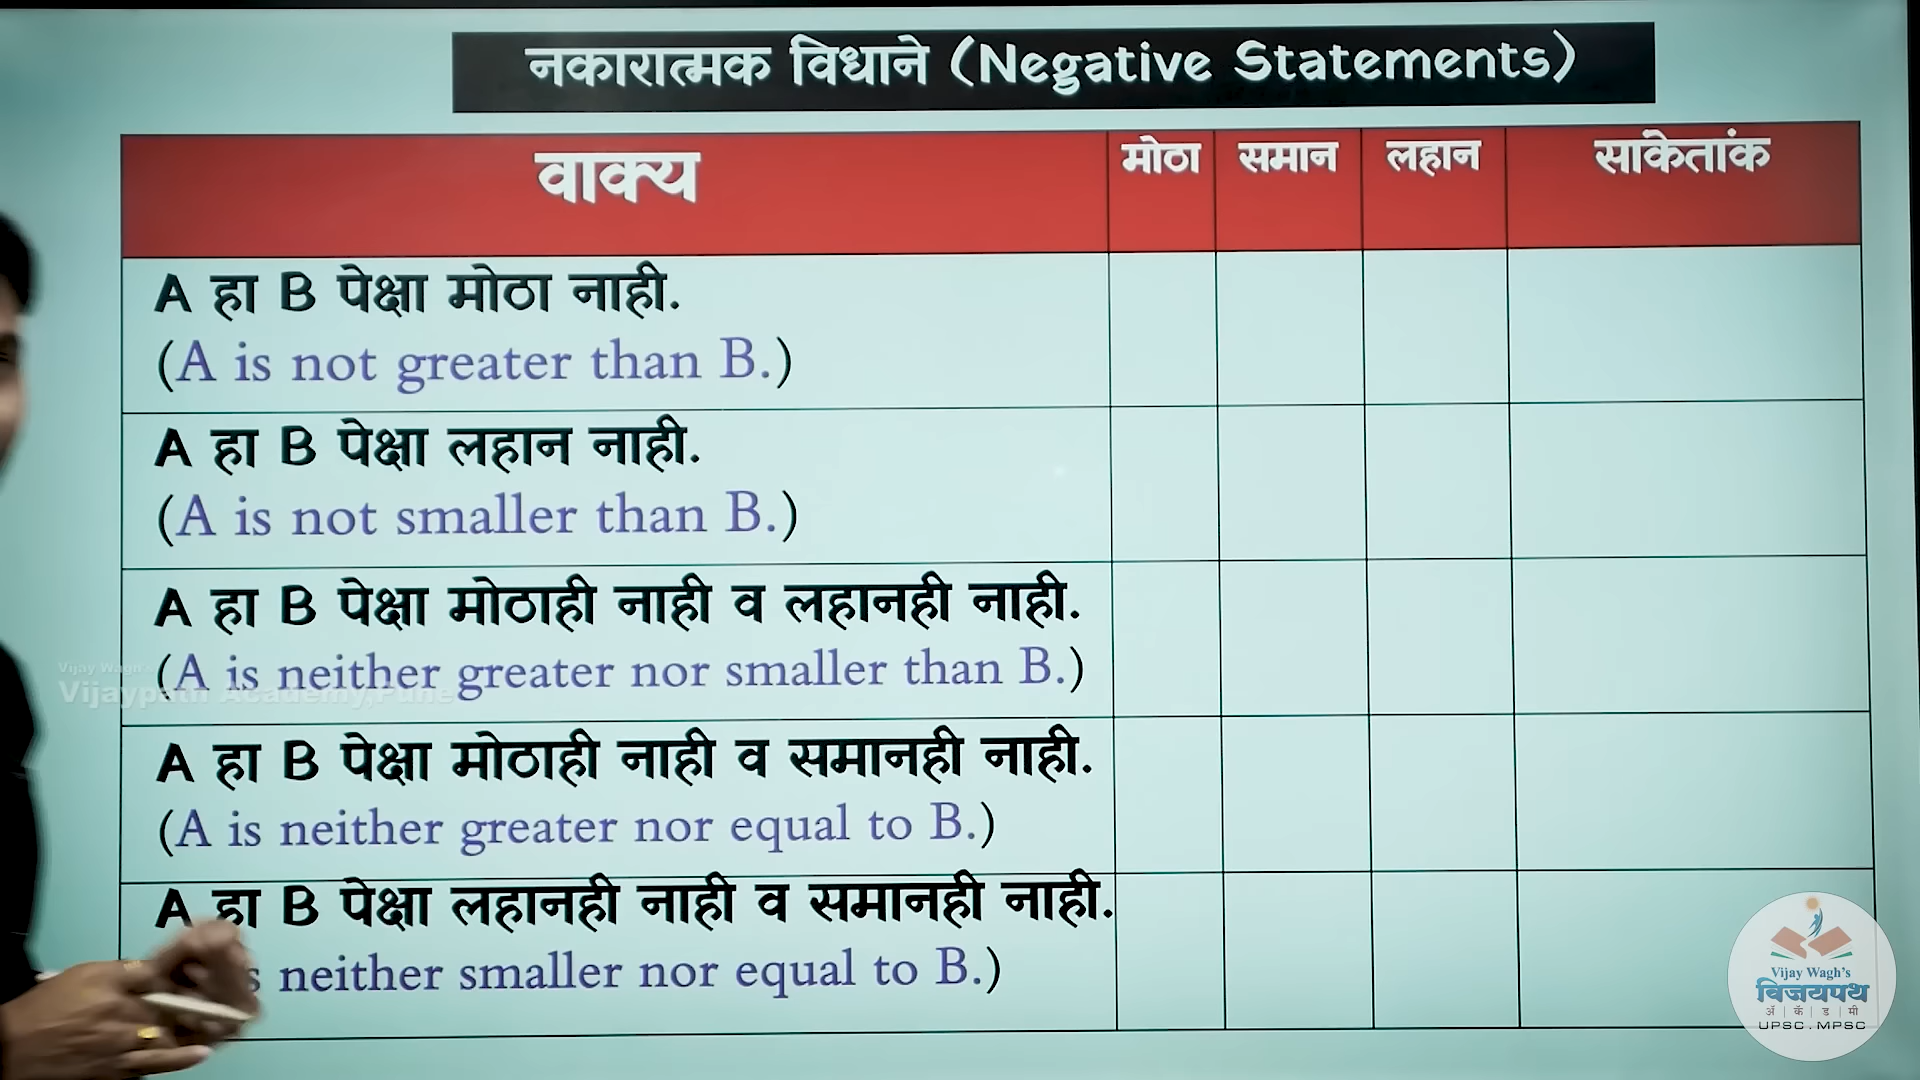 नकारात्मक विधाने (Negative Statements)
वाक्य मोठा समान लहान सांकेतांक
A हा B पेक्षा मोठा नाही.
(A is not greater than B.)
A हा B पेक्षा लहान नाही.
(A is not smaller than B.)
A हा B पेक्षा मोठाही नाही व लहानही नाही.
(A is neither greater nor smaller than B.)
Vijay Wagh's
Vijaypath Academy,Pune
A हा B पेक्षा मोठाही नाही व समानही नाही.
(A is neither greater nor equal to B.)
A हा B पेक्षा लहानही नाही व समानही नाही.
neither smaller nor equal to B.)
Vijay Wagh's
विजयपथ
अ‍ॅ | कॅ | ड | मी
UPSC . MPSC